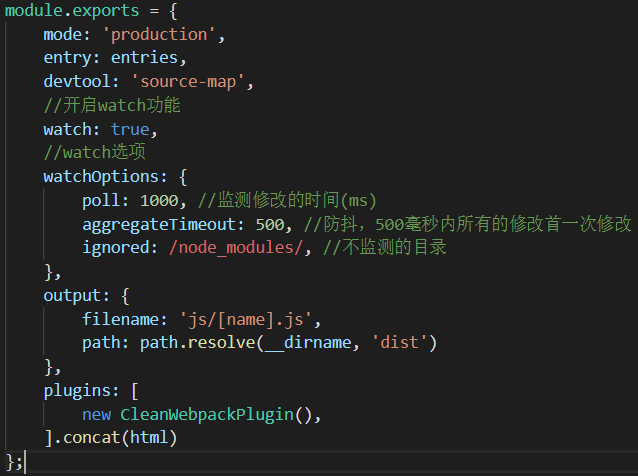 module.exports = {
    mode: 'production',
    entry: entries,
    devtool: 'source-map',
    //开启watch功能
    watch: true,
    //watch选项
    watchOptions: {
        poll: 1000, //监测修改的时间(ms)
        aggregateTimeout: 500, //防抖，500毫秒内所有的修改首一次修改
        ignored: /node_modules/, //不监测的目录
    },
    output: {
        filename: 'js/[name].js',
        path: path.resolve(__dirname, 'dist')
    },
    plugins: [
        new CleanWebpackPlugin(),
    ].concat(html)
};